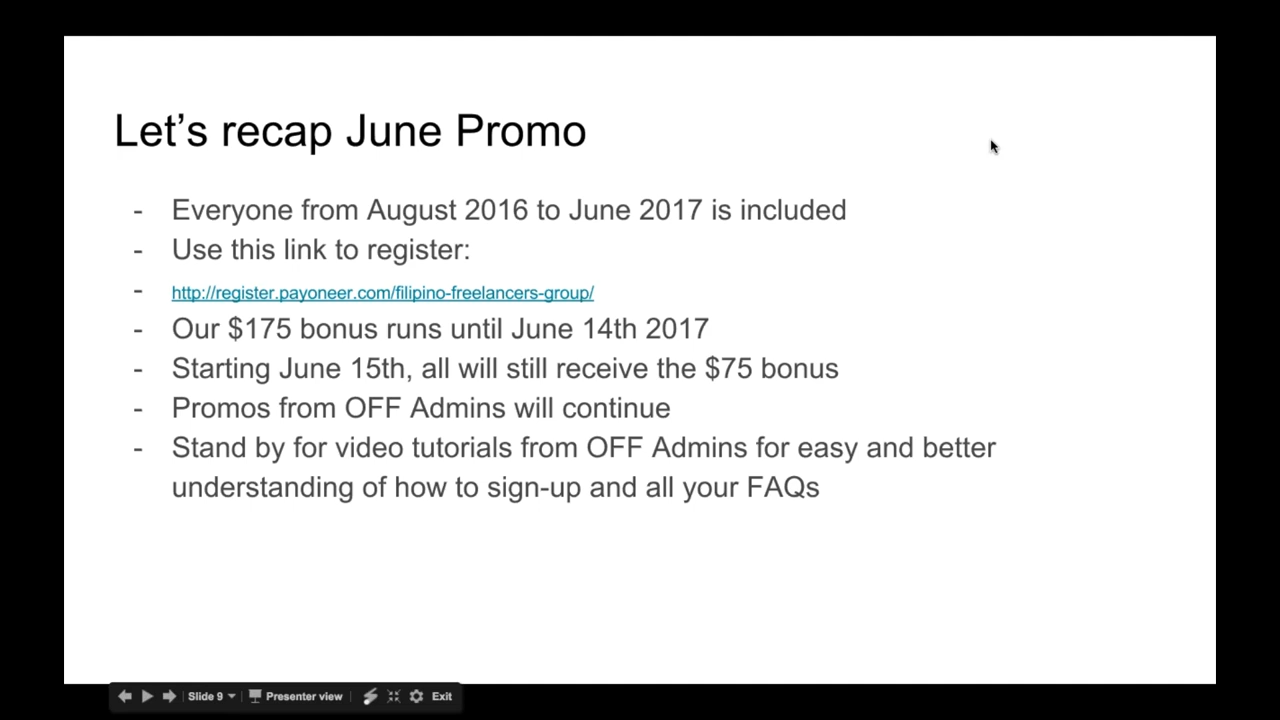 Let's recap June Promo
- Everyone from August 2016 to June 2017 is included
- Use this link to register:
- http://register.payoneer.com/filipino-freelancers-group/
- Our $175 bonus runs until June 14th 2017
- Starting June 15th, all will still receive the $75 bonus
- Promos from OFF Admins will continue
- Stand by for video tutorials from OFF Admins for easy and better
understanding of how to sign-up and all your FAQs
Slide 9 Presenter view Exit